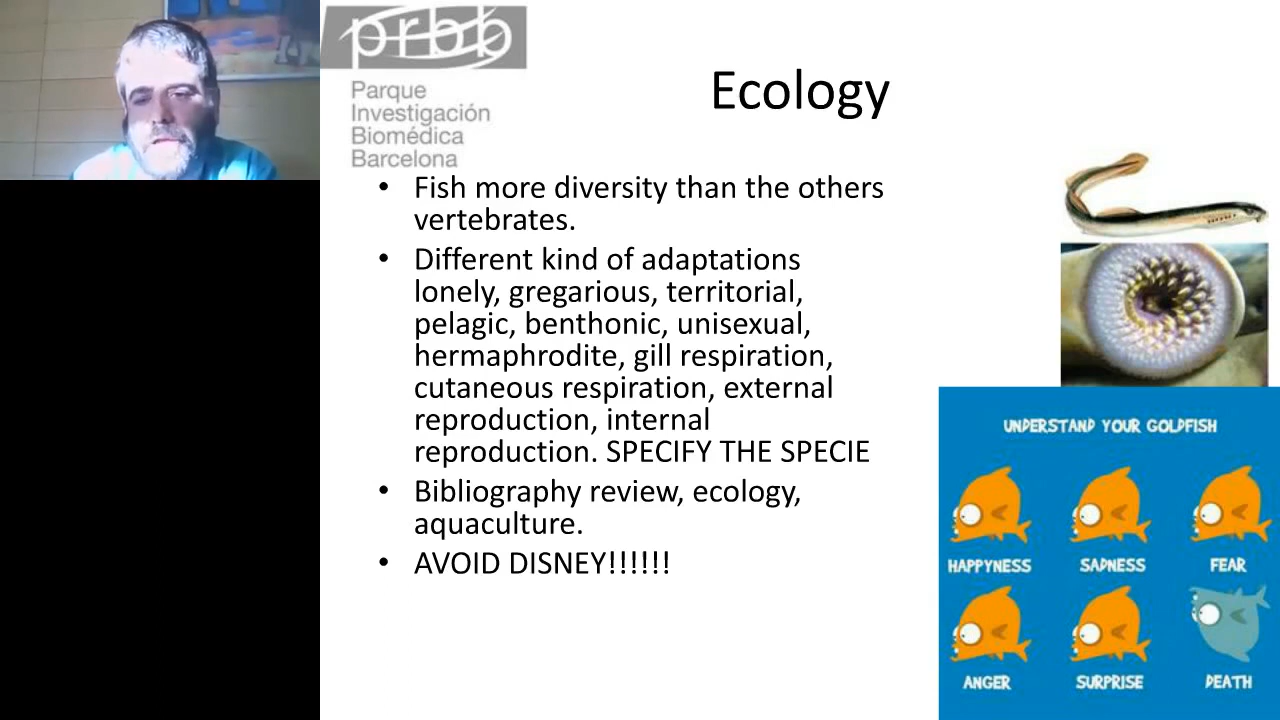 prbb
Parque
Investigación
Biomédica
Barcelona
Ecology
• Fish more diversity than the others
vertebrates.
• Different kind of adaptations
lonely, gregarious, territorial,
pelagic, benthonic, unisexual,
hermaphrodite, gill respiration,
cutaneous respiration, external
reproduction, internal
reproduction. SPECIFY THE SPECIE
• Bibliography review, ecology,
aquaculture.
• AVOID DISNEY!!!!!!
UNDERSTAND YOUR GOLDFISH
HAPPYNESS SADNESS FEAR
ANGER SURPRISE DEATH